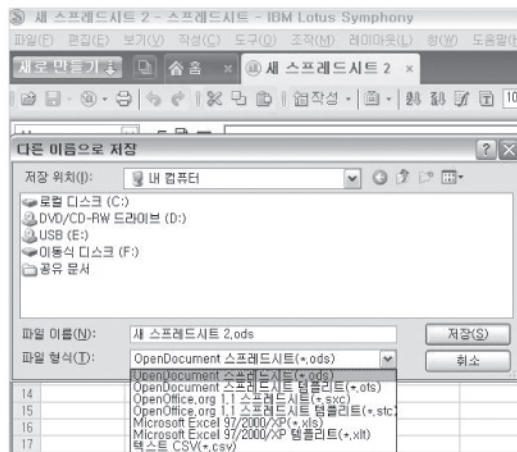 새 스프레드시트 2 - 스프레드시트 - IBM Lotus Symphony
파일(F) 편집(E) 보기(V) 작성(C) 도구(O) 조작(M) 레이아웃(L) 창(W) 도움말(
새로 만들기 홈 × 새 스프레드시트 2 ×
작성 10
다른 이름으로 저장
저장 위치(I): 내 컴퓨터
로컬 디스크 (C:)
DVD/CD-RW 드라이브 (D:)
USB (E:)
이동식 디스크 (F:)
공유 문서
파일 이름(N): 새 스프레드시트 2.ods 저장(S)
파일 형식(T): OpenDocument 스프레드시트(*.ods) 취소
OpenDocument 스프레드시트(*.ods)
14 OpenDocument 스프레드시트 템플리트(*.ots)
15 OpenOffice.org 1.1 스프레드시트(*.sxc)
OpenOffice.org 1.1 스프레드시트 템플리트(*.stc)
16 Microsoft Excel 97/2000/XP(*.xls)
Microsoft Excel 97/2000/XP 템플리트(*.xlt)
17 텍스트 CSV(*.csv)